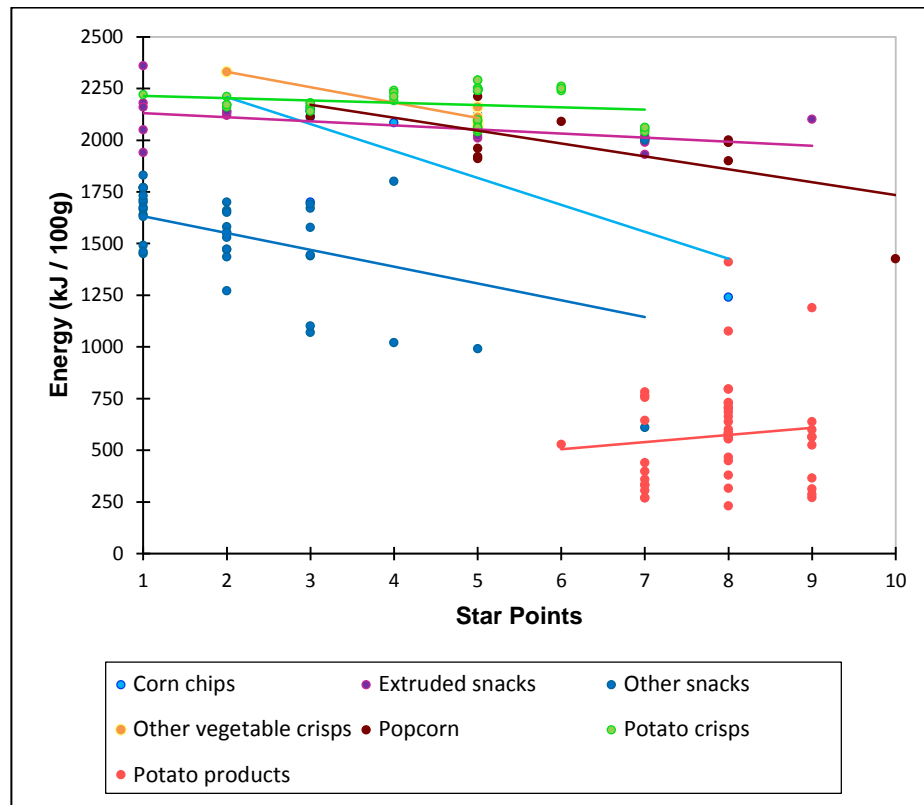 2500
2250
2000
1750
1500
1250
1000
750
500
250
0
Energy (kJ / 100g)
1 2 3 4 5 6 7 8 9 10
Star Points
Corn chips Extruded snacks Other snacks
Other vegetable crisps Popcorn Potato crisps
Potato products